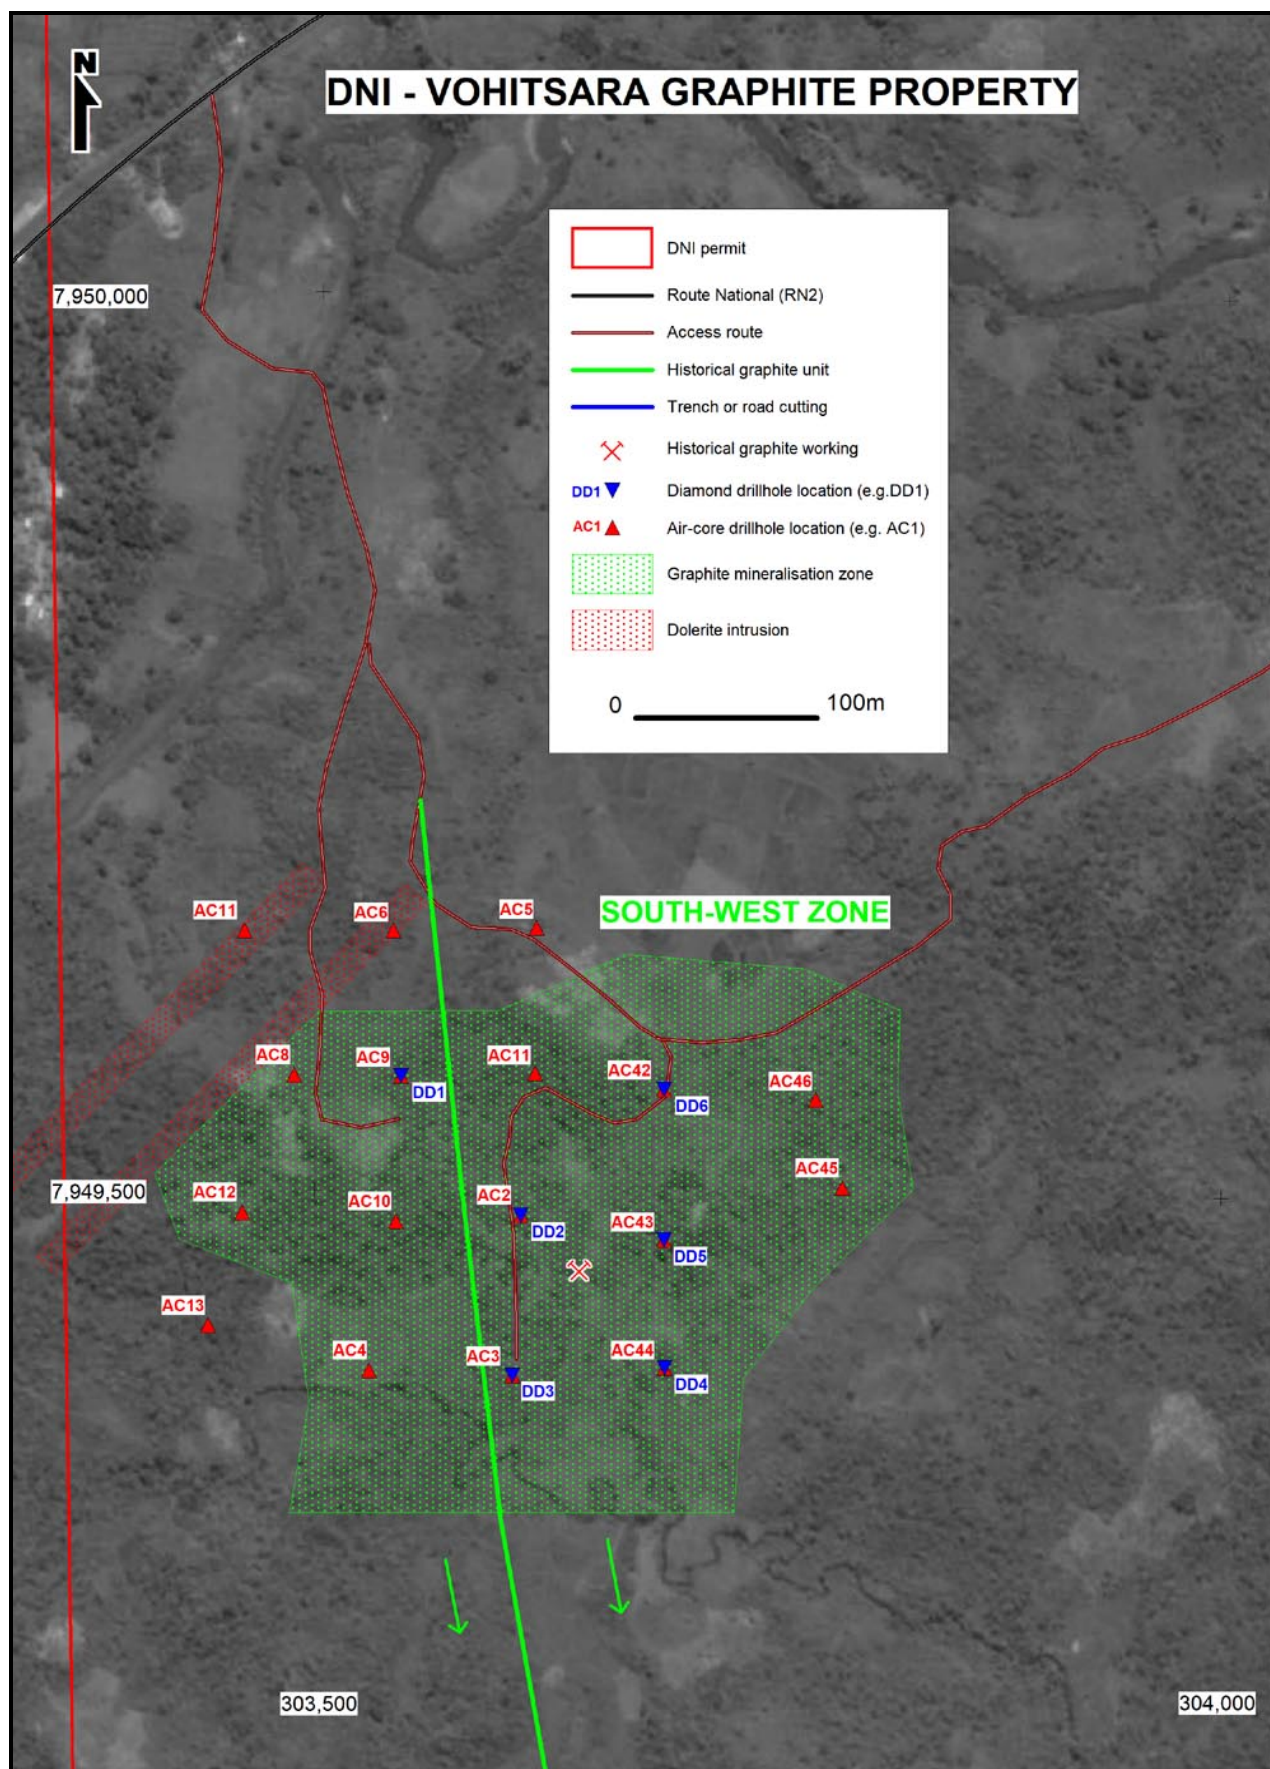 N
DNI - VOHITSARA GRAPHITE PROPERTY
DNI permit
7,950,000
Route National (RN2)
Access route
Historical graphite unit
Trench or road cutting
Historical graphite working
DD1 Diamond drillhole location (e.g.DD1)
AC1 Air-core drillhole location (e.g. AC1)
Graphite mineralisation zone
Dolerite intrusion
0 100m
AC11 AC6 AC5 SOUTH-WEST ZONE
AC8 AC9 AC11 AC42 AC46
DD1 DD6
AC45
7,949,500
AC12 AC10 AC2 AC43
DD2 DD5
AC13
AC4 AC3 AC44
DD3 DD4
303,500 304,000